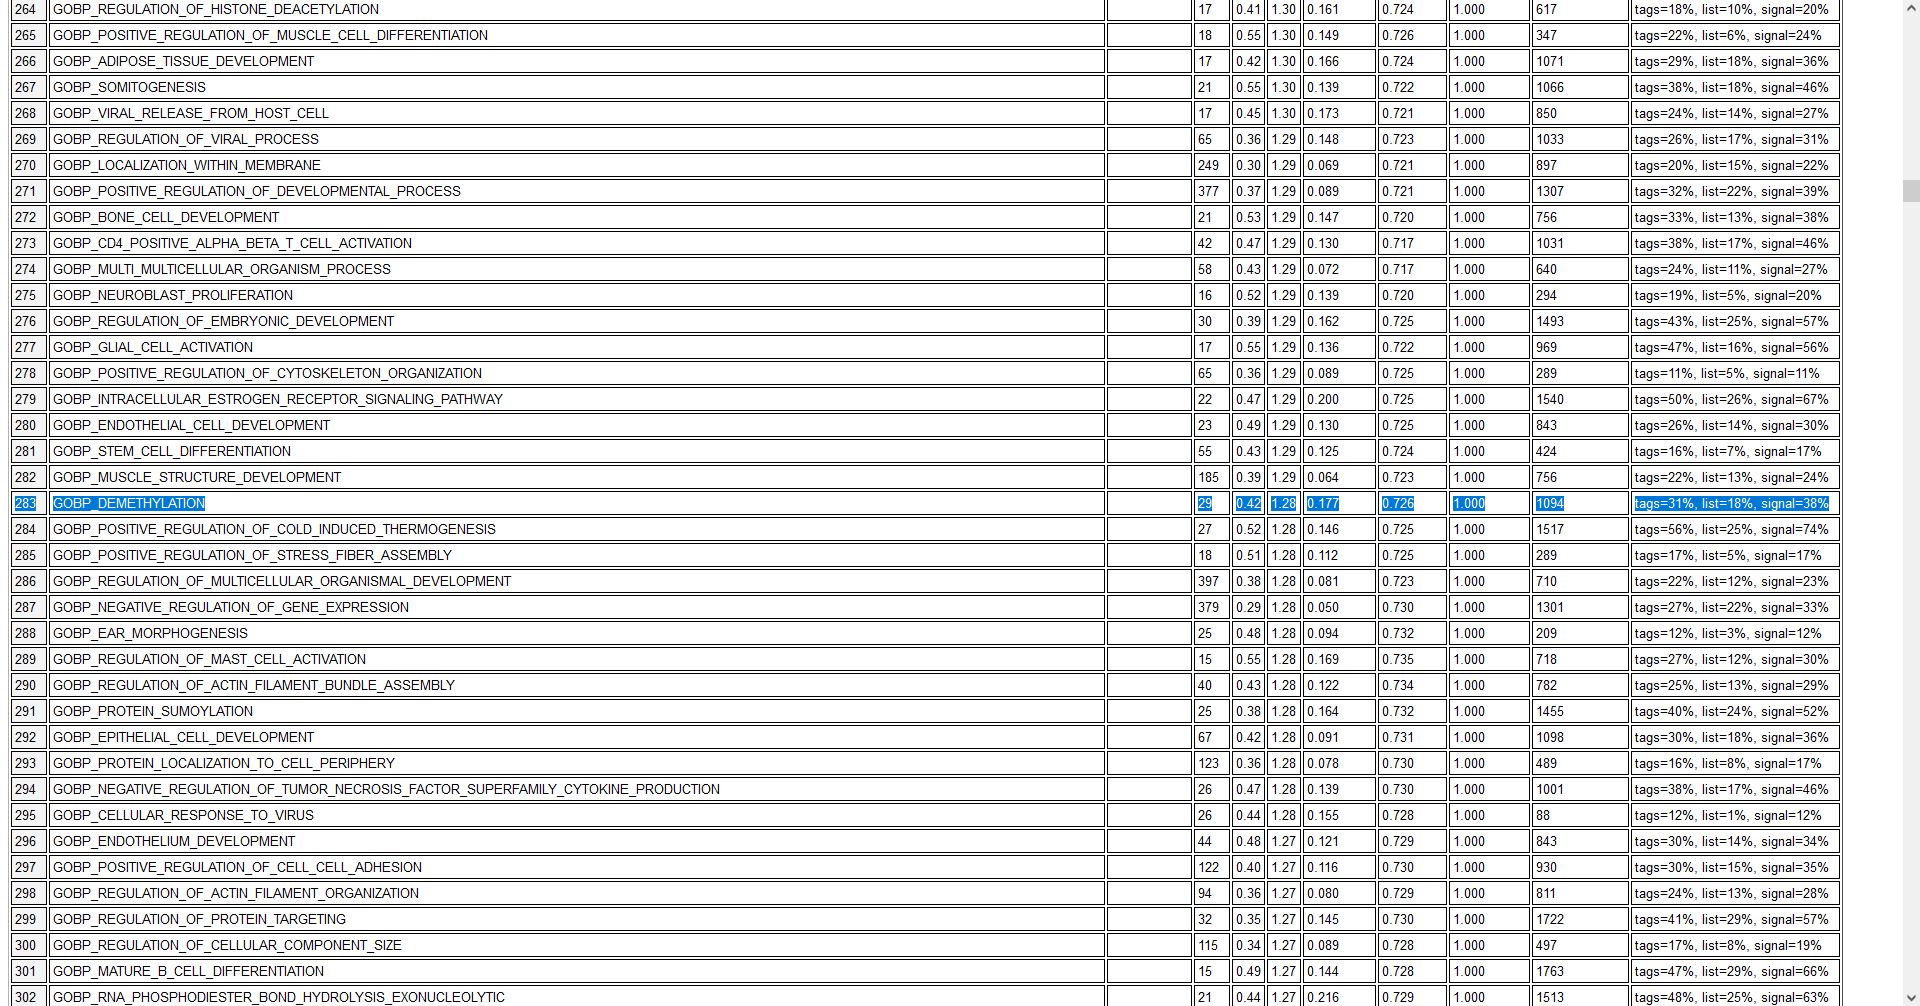 264 GOBP_REGULATION_OF_HISTONE_DEACETYLATION 17 0.41 1.30 0.161 0.724 1.000 617 tags=18%, list=10%, signal=20%
265 GOBP_POSITIVE_REGULATION_OF_MUSCLE_CELL_DIFFERENTIATION 18 0.55 1.30 0.149 0.726 1.000 347 tags=22%, list=6%, signal=24%
266 GOBP_ADIPOSE_TISSUE_DEVELOPMENT 17 0.42 1.30 0.166 0.724 1.000 1071 tags=29%, list=18%, signal=36%
267 GOBP_SOMITOGENESIS 21 0.55 1.30 0.139 0.722 1.000 1066 tags=38%, list=18%, signal=46%
268 GOBP_VIRAL_RELEASE_FROM_HOST_CELL 17 0.45 1.30 0.173 0.721 1.000 850 tags=24%, list=14%, signal=27%
269 GOBP_REGULATION_OF_VIRAL_PROCESS 65 0.36 1.29 0.148 0.723 1.000 1033 tags=26%, list=17%, signal=31%
270 GOBP_LOCALIZATION_WITHIN_MEMBRANE 249 0.30 1.29 0.069 0.721 1.000 897 tags=20%, list=15%, signal=22%
271 GOBP_POSITIVE_REGULATION_OF_DEVELOPMENTAL_PROCESS 377 0.37 1.29 0.089 0.721 1.000 1307 tags=32%, list=22%, signal=39%
272 GOBP_BONE_CELL_DEVELOPMENT 21 0.53 1.29 0.147 0.720 1.000 756 tags=33%, list=13%, signal=38%
273 GOBP_CD4_POSITIVE_ALPHA_BETA_T_CELL_ACTIVATION 42 0.47 1.29 0.130 0.717 1.000 1031 tags=38%, list=17%, signal=46%
274 GOBP_MULTI_MULTICELLULAR_ORGANISM_PROCESS 58 0.43 1.29 0.072 0.717 1.000 640 tags=24%, list=11%, signal=27%
275 GOBP_NEUROBLAST_PROLIFERATION 16 0.52 1.29 0.139 0.720 1.000 294 tags=19%, list=5%, signal=20%
276 GOBP_REGULATION_OF_EMBRYONIC_DEVELOPMENT 30 0.39 1.29 0.162 0.725 1.000 1493 tags=43%, list=25%, signal=57%
277 GOBP_GLIAL_CELL_ACTIVATION 17 0.55 1.29 0.136 0.722 1.000 969 tags=47%, list=16%, signal=56%
278 GOBP_POSITIVE_REGULATION_OF_CYTOSKELETON_ORGANIZATION 65 0.36 1.29 0.089 0.725 1.000 289 tags=11%, list=5%, signal=11%
279 GOBP_INTRACELLULAR_ESTROGEN_RECEPTOR_SIGNALING_PATHWAY 22 0.47 1.29 0.200 0.725 1.000 1540 tags=50%, list=26%, signal=67%
280 GOBP_ENDOTHELIAL_CELL_DEVELOPMENT 23 0.49 1.29 0.130 0.725 1.000 843 tags=26%, list=14%, signal=30%
281 GOBP_STEM_CELL_DIFFERENTIATION 55 0.43 1.29 0.125 0.724 1.000 424 tags=16%, list=7%, signal=17%
282 GOBP_MUSCLE_STRUCTURE_DEVELOPMENT 185 0.39 1.29 0.064 0.723 1.000 756 tags=22%, list=13%, signal=24%
283 GOBP_DEMETHYLATION 29 0.42 1.28 0.177 0.726 1.000 1094 tags=31%, list=18%, signal=38%
284 GOBP_POSITIVE_REGULATION_OF_COLD_INDUCED_THERMOGENESIS 27 0.52 1.28 0.146 0.725 1.000 1517 tags=56%, list=25%, signal=74%
285 GOBP_POSITIVE_REGULATION_OF_STRESS_FIBER_ASSEMBLY 18 0.51 1.28 0.112 0.725 1.000 289 tags=17%, list=5%, signal=17%
286 GOBP_REGULATION_OF_MULTICELLULAR_ORGANISMAL_DEVELOPMENT 397 0.38 1.28 0.081 0.723 1.000 710 tags=22%, list=12%, signal=23%
287 GOBP_NEGATIVE_REGULATION_OF_GENE_EXPRESSION 379 0.29 1.28 0.050 0.730 1.000 1301 tags=27%, list=22%, signal=33%
288 GOBP_EAR_MORPHOGENESIS 25 0.48 1.28 0.094 0.732 1.000 209 tags=12%, list=3%, signal=12%
289 GOBP_REGULATION_OF_MAST_CELL_ACTIVATION 15 0.55 1.28 0.169 0.735 1.000 718 tags=27%, list=12%, signal=30%
290 GOBP_REGULATION_OF_ACTIN_FILAMENT_BUNDLE_ASSEMBLY 40 0.43 1.28 0.122 0.734 1.000 782 tags=25%, list=13%, signal=29%
291 GOBP_PROTEIN_SUMOYLATION 25 0.38 1.28 0.164 0.732 1.000 1455 tags=40%, list=24%, signal=52%
292 GOBP_EPITHELIAL_CELL_DEVELOPMENT 67 0.42 1.28 0.091 0.731 1.000 1098 tags=30%, list=18%, signal=36%
293 GOBP_PROTEIN_LOCALIZATION_TO_CELL_PERIPHERY 123 0.36 1.28 0.078 0.730 1.000 489 tags=16%, list=8%, signal=17%
294 GOBP_NEGATIVE_REGULATION_OF_TUMOR_NECROSIS_FACTOR_SUPERFAMILY_CYTOKINE_PRODUCTION 26 0.47 1.28 0.139 0.730 1.000 1001 tags=38%, list=17%, signal=46%
295 GOBP_CELLULAR_RESPONSE_TO_VIRUS 26 0.44 1.28 0.155 0.728 1.000 88 tags=12%, list=1%, signal=12%
296 GOBP_ENDOTHELIUM_DEVELOPMENT 44 0.48 1.27 0.121 0.729 1.000 843 tags=30%, list=14%, signal=34%
297 GOBP_POSITIVE_REGULATION_OF_CELL_CELL_ADHESION 122 0.40 1.27 0.116 0.730 1.000 930 tags=30%, list=15%, signal=35%
298 GOBP_REGULATION_OF_ACTIN_FILAMENT_ORGANIZATION 94 0.36 1.27 0.080 0.729 1.000 811 tags=24%, list=13%, signal=28%
299 GOBP_REGULATION_OF_PROTEIN_TARGETING 32 0.35 1.27 0.145 0.730 1.000 1722 tags=41%, list=29%, signal=57%
300 GOBP_REGULATION_OF_CELLULAR_COMPONENT_SIZE 115 0.34 1.27 0.089 0.728 1.000 497 tags=17%, list=8%, signal=19%
301 GOBP_MATURE_B_CELL_DIFFERENTIATION 15 0.49 1.27 0.144 0.728 1.000 1763 tags=47%, list=29%, signal=66%
302 GOBP_RNA_PHOSPHODIESTER_BOND_HYDROLYSIS_EXONUCLEOLYTIC 21 0.44 1.27 0.216 0.729 1.000 1513 tags=48%, list=25%, signal=63%